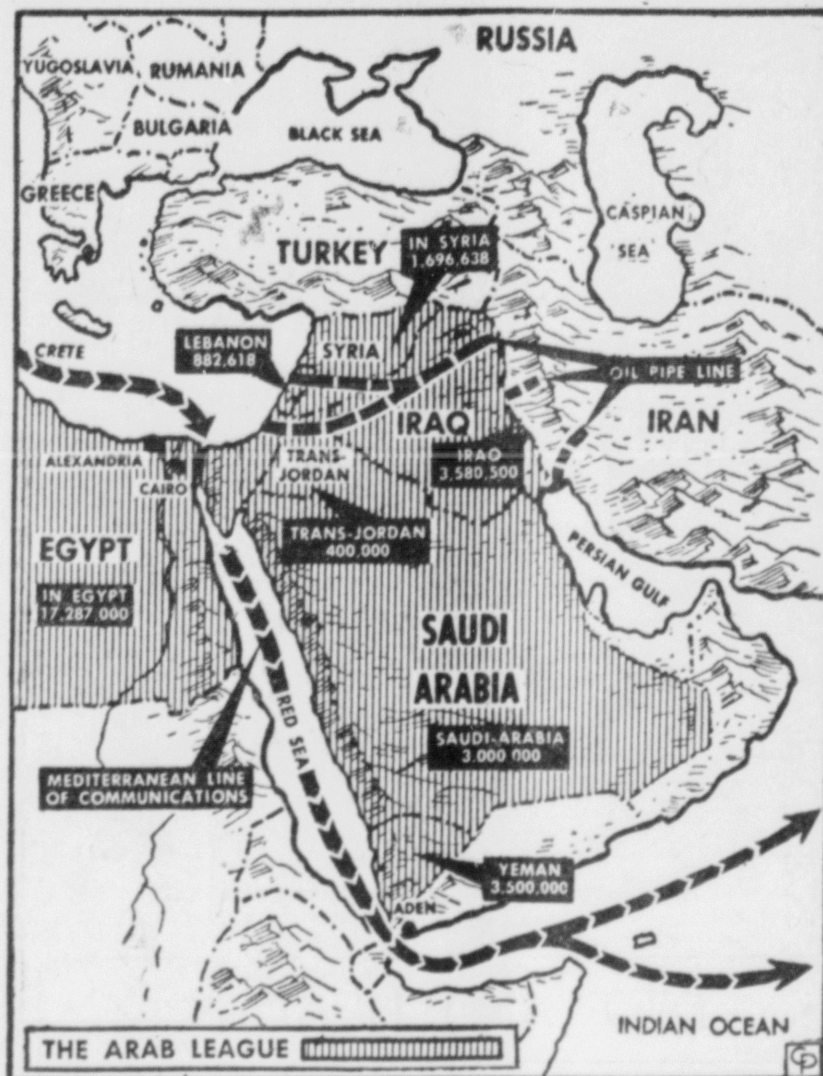 RUSSIA
YUGOSLAVIA
RUMANIA
BULGARIA
BLACK SEA
GREECE
CASPIAN
SEA
TURKEY
IN SYRIA
1,696,638
LEBANON
882,618
SYRIA
CRETE
OIL PIPE LINE
IRAQ
IRAN
ALEXANDRIA
TRANS-
JORDAN
IRAQ
3,580,500
CAIRO
TRANS-JORDAN
400,000
EGYPT
PERSIAN GULF
IN EGYPT
17,287,000
SAUDI
ARABIA
RED SEA
SAUDI-ARABIA
3,000,000
MEDITERRANEAN LINE
OF COMMUNICATIONS
YEMAN
3,500,000
ADEN
INDIAN OCEAN
THE ARAB LEAGUE
CP